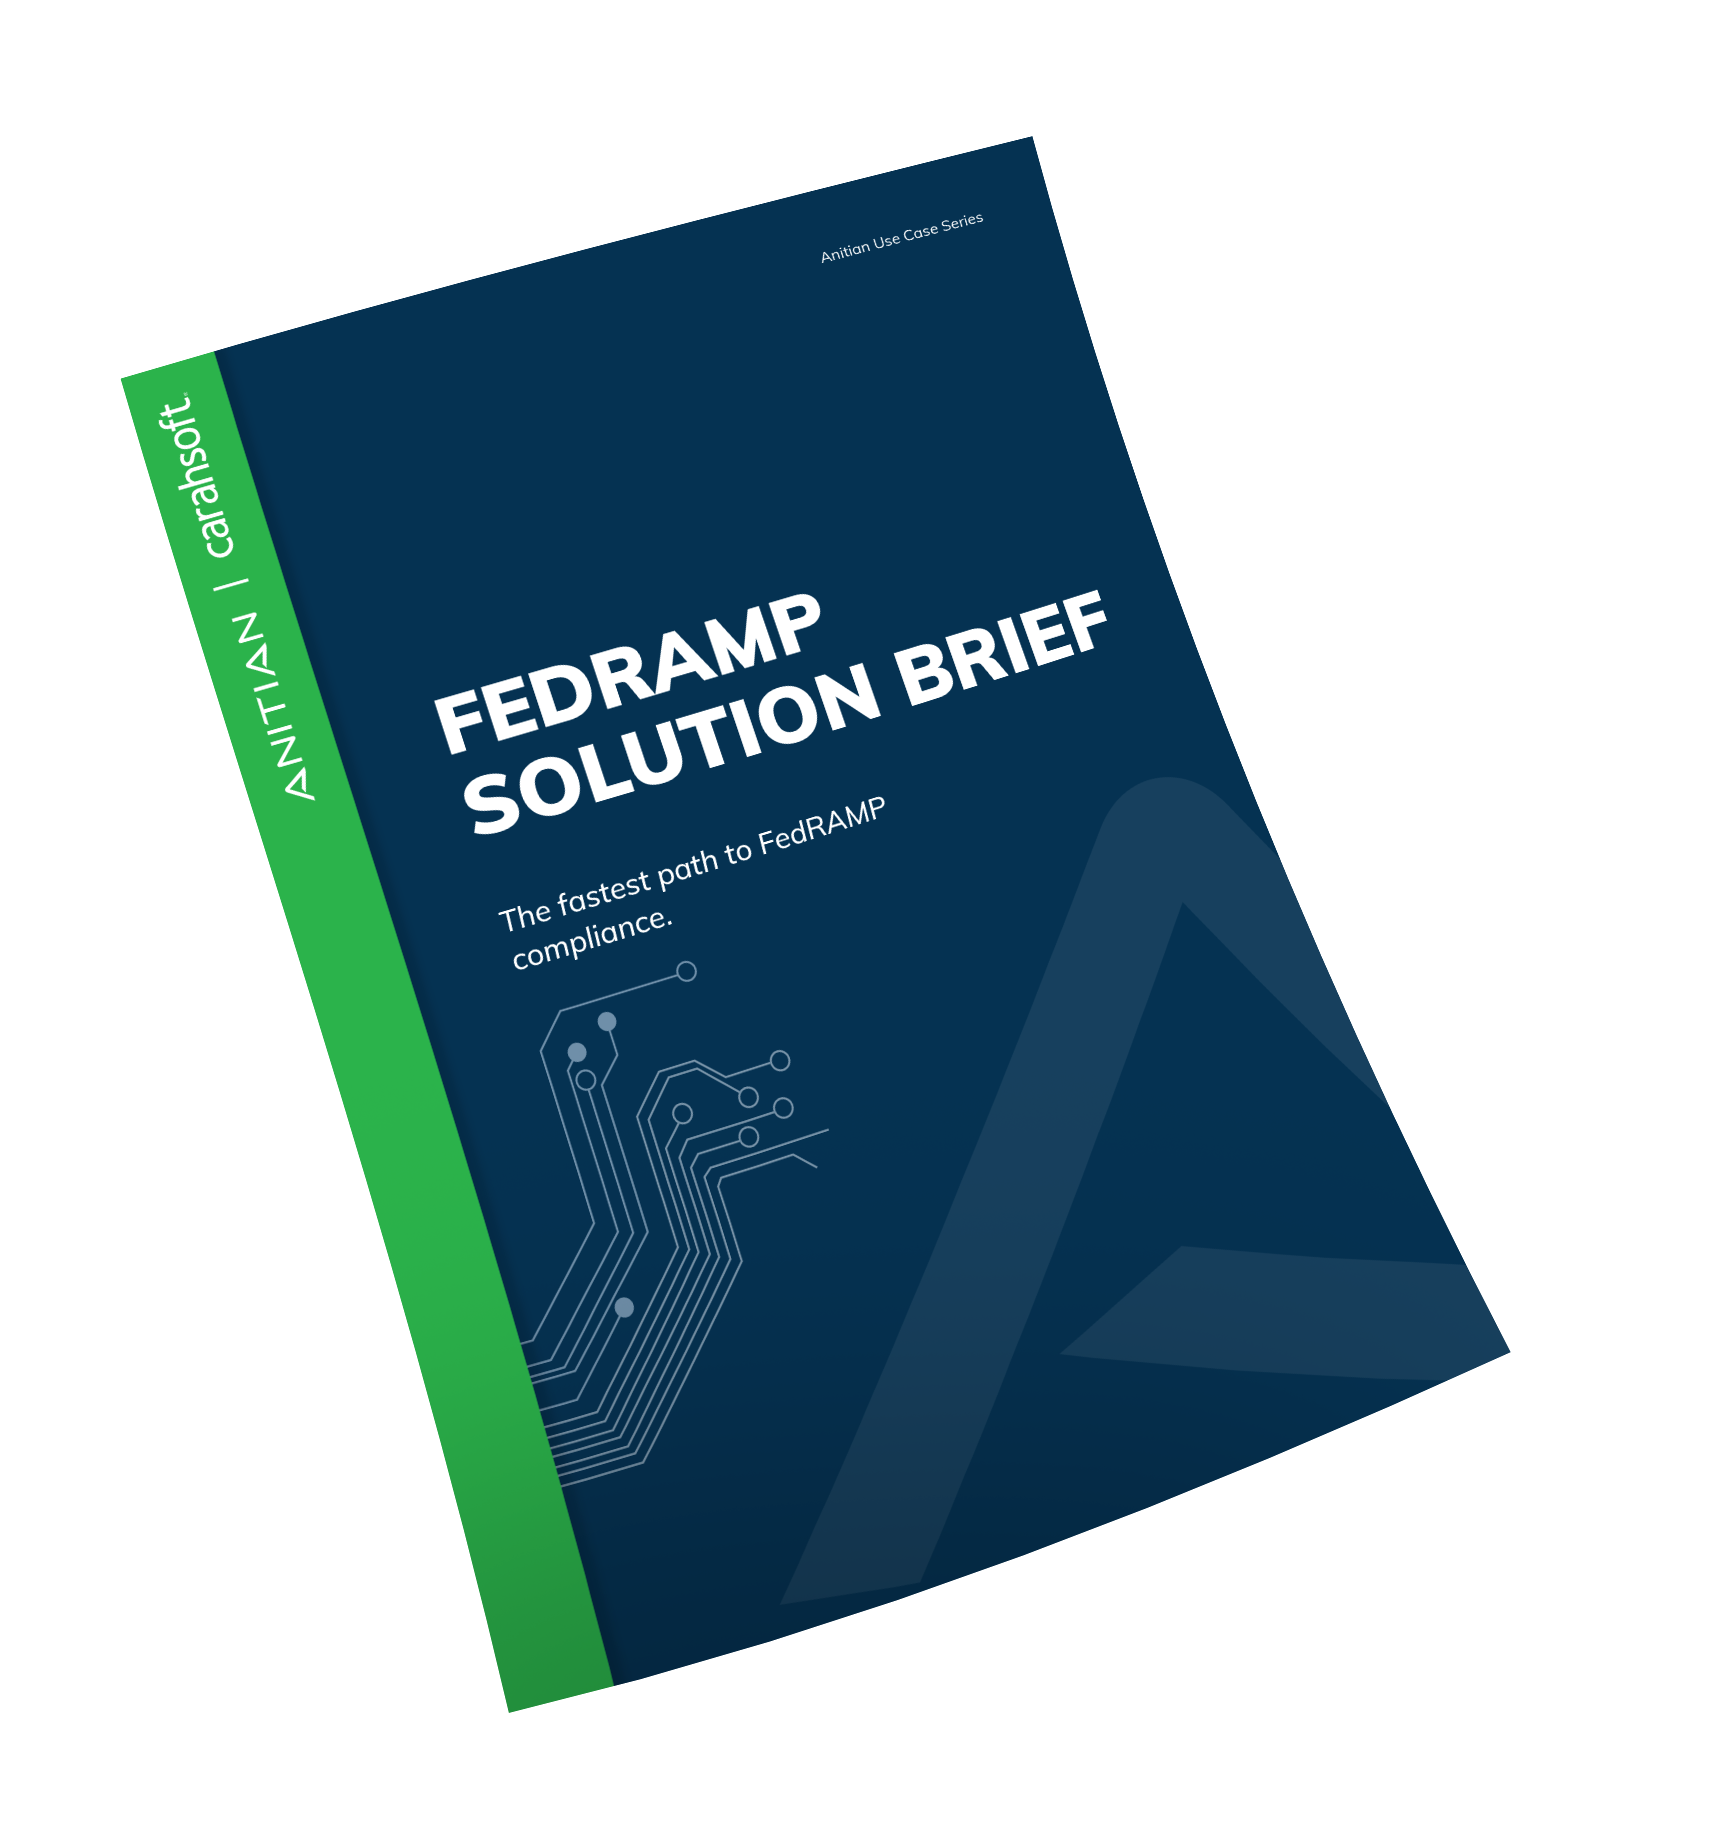 Anitian Use Case Series
FEDRAMP
SOLUTION BRIEF
The fastest path to FedRAMP
compliance.
ANITIAN | carahsoft.